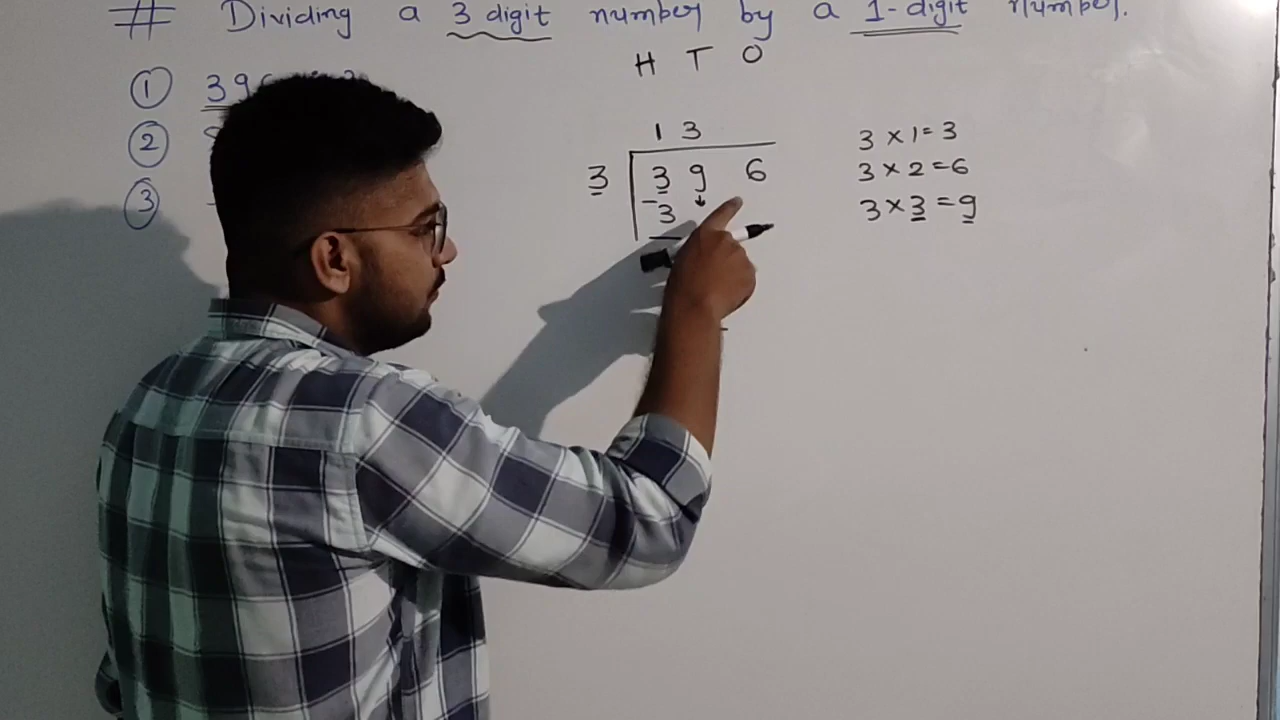 # Dividing a 3 digit number by a 1-digit number.
H T O
① 39
②
③
1 3
3 3 9 6
-3 ↓
3 x 1 = 3
3 x 2 = 6
3 x 3 = 9